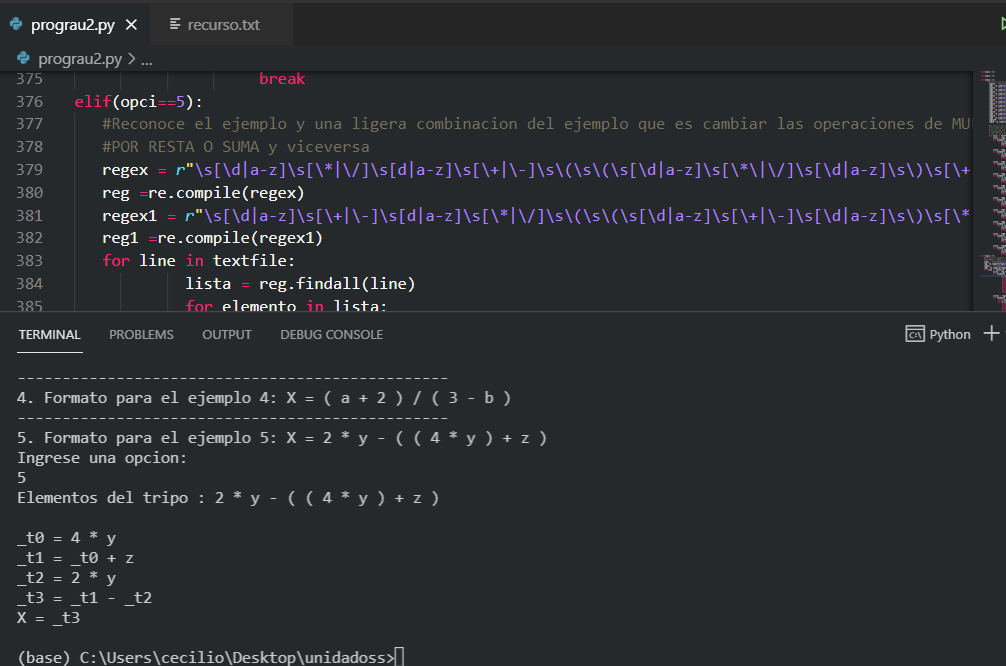 prograu2.py
recurso.txt
prograu2.py > ...
375 break
376 elif(opci==5):
377 #Reconoce el ejemplo y una ligera combinacion del ejemplo que es cambiar las operaciones de MU
378 #POR RESTA O SUMA y viceversa
379 regex = r"\s[\d|a-z]\s[\*|\/]\s[d|a-z]\s[\+|\-]\s\(\s\(\s[\d|a-z]\s[\*\|\/]\s[\d|a-z]\s\)\s[\+
380 reg =re.compile(regex)
381 regex1 = r"\s[\d|a-z]\s[\+|\-]\s[d|a-z]\s[\*|\/]\s\(\s\(\s[\d|a-z]\s[\+|\-]\s[\d|a-z]\s\)\s[\*
382 reg1 =re.compile(regex1)
383 for line in textfile:
384 lista = reg.findall(line)
385 for elemento in lista:
TERMINAL PROBLEMS OUTPUT DEBUG CONSOLE Python
------------------------------------------------
4. Formato para el ejemplo 4: X = ( a + 2 ) / ( 3 - b )
------------------------------------------------
5. Formato para el ejemplo 5: X = 2 * y - ( ( 4 * y ) + z )
Ingrese una opcion:
5
Elementos del tripo : 2 * y - ( ( 4 * y ) + z )
_t0 = 4 * y
_t1 = _t0 + z
_t2 = 2 * y
_t3 = _t1 - _t2
X = _t3
(base) C:\Users\cecilio\Desktop\unidadoss>